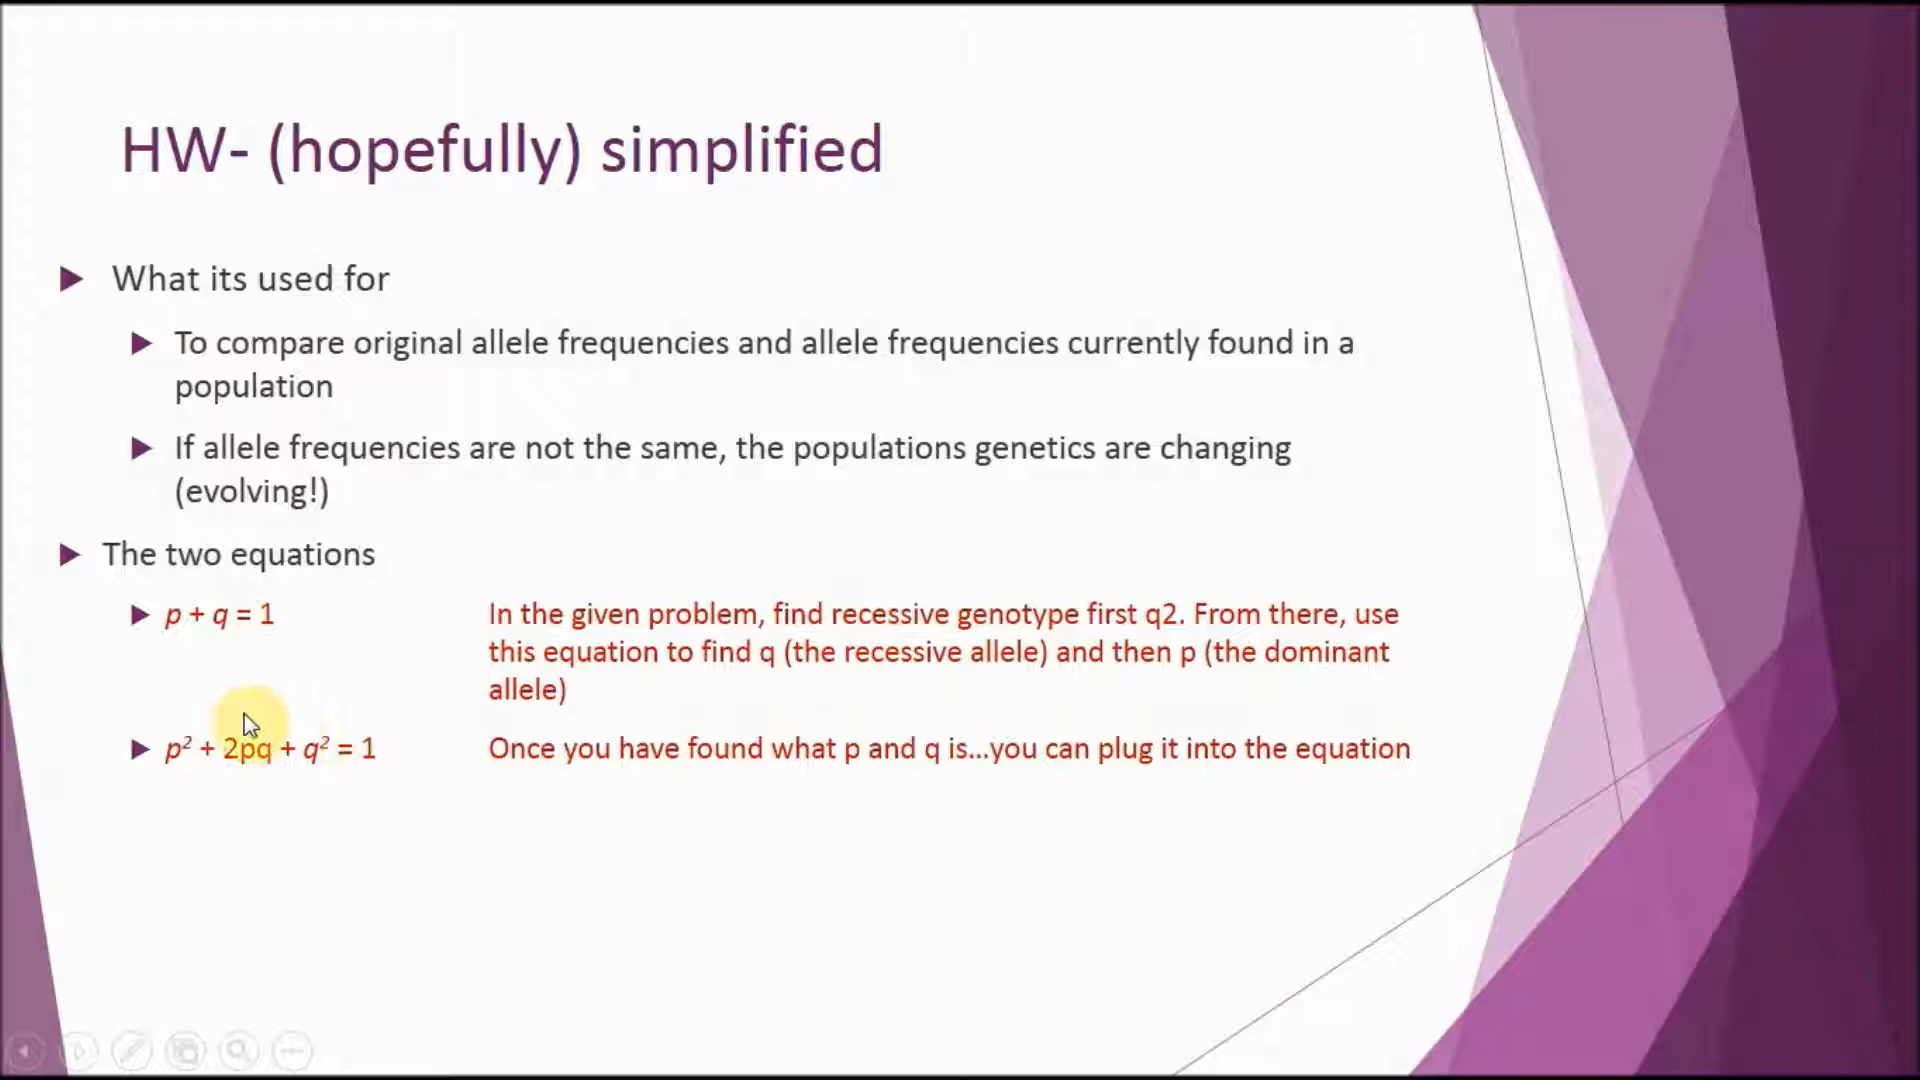 HW- (hopefully) simplified
What its used for
To compare original allele frequencies and allele frequencies currently found in a
population
If allele frequencies are not the same, the populations genetics are changing
(evolving!)
The two equations
p + q = 1
In the given problem, find recessive genotype first q2. From there, use
this equation to find q (the recessive allele) and then p (the dominant
allele)
p² + 2pq + q² = 1
Once you have found what p and q is...you can plug it into the equation